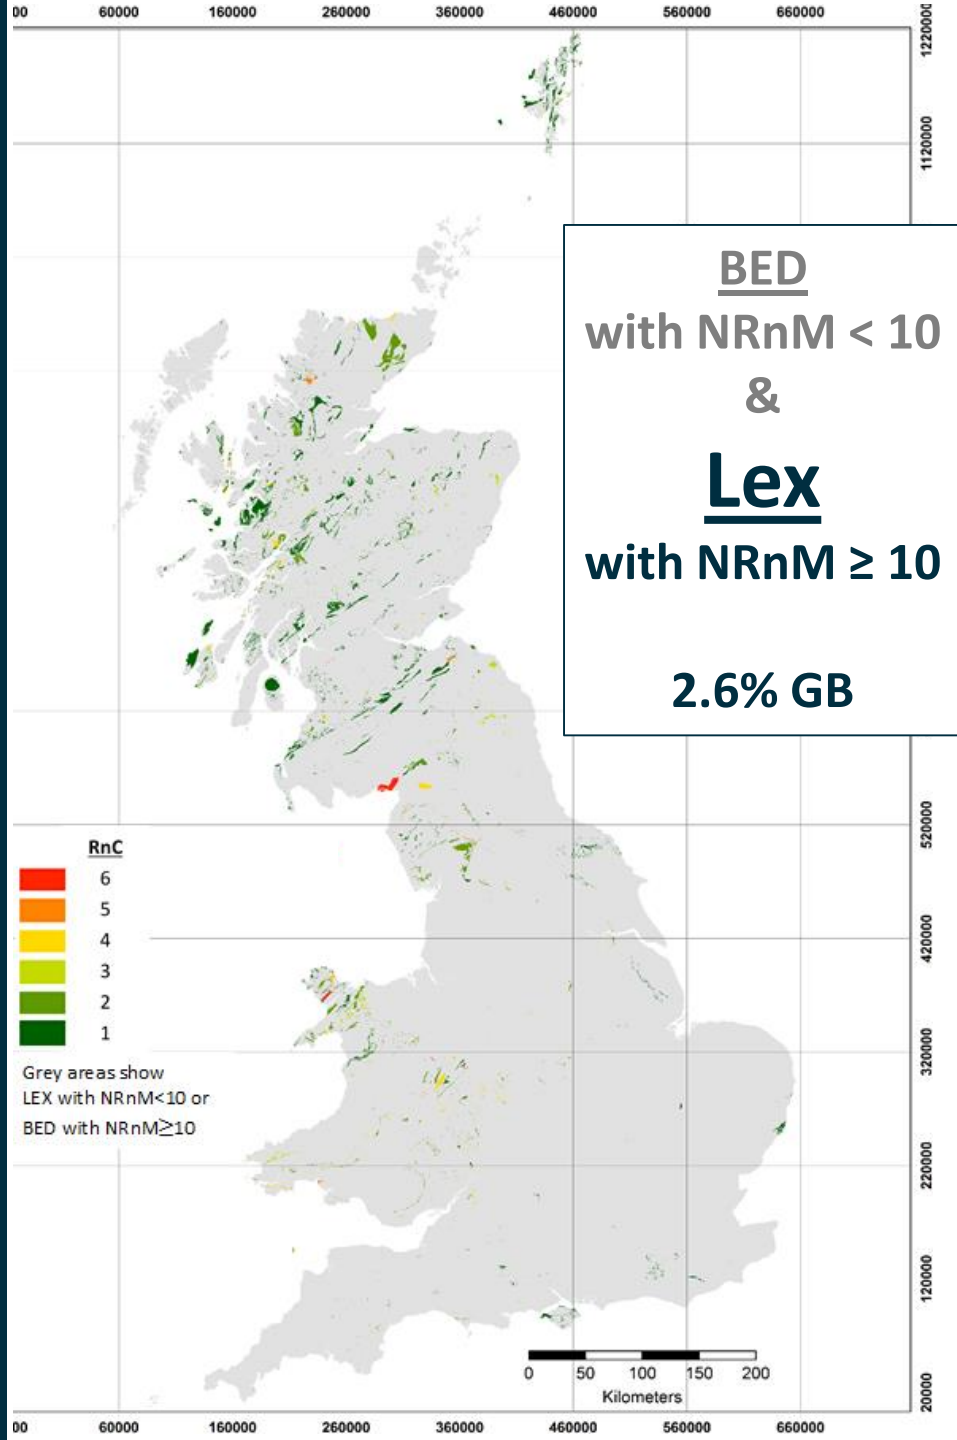 00 60000 160000 260000 360000 460000 560000 660000
1220000
1120000
BED
with NRnM < 10
&
Lex
with NRnM ≥ 10
2.6% GB
520000
RnC
6
5
4
3
2
1
420000
Grey areas show
LEX with NRnM<10 or
BED with NRnM≥10
320000
220000
120000
0 50 100 150 200
Kilometers
20000
00 60000 160000 260000 360000 460000 560000 660000